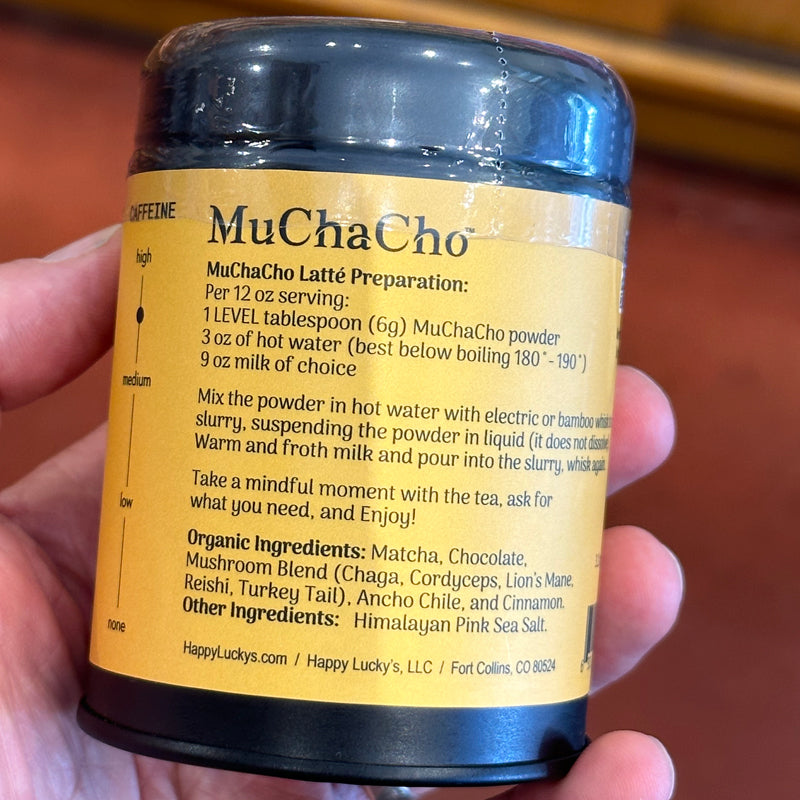 CAFFEINE
high
medium
low
none
MuChaCho™
MuChaCho Latté Preparation:
Per 12 oz serving:
1 LEVEL tablespoon (6g) MuChaCho powder
3 oz of hot water (best below boiling 180°-190°)
9 oz milk of choice
Mix the powder in hot water with electric or bamboo
slurry, suspending the powder in liquid (it does not
Warm and froth milk and pour into the slurry, whisk again.
Take a mindful moment with the tea, ask for
what you need, and Enjoy!
Organic Ingredients: Matcha, Chocolate,
Mushroom Blend (Chaga, Cordyceps, Lion's Mane,
Reishi, Turkey Tail), Ancho Chile, and Cinnamon.
Other Ingredients: Himalayan Pink Sea Salt.
HappyLuckys.com / Happy Lucky's, LLC / Fort Collins, CO 80524